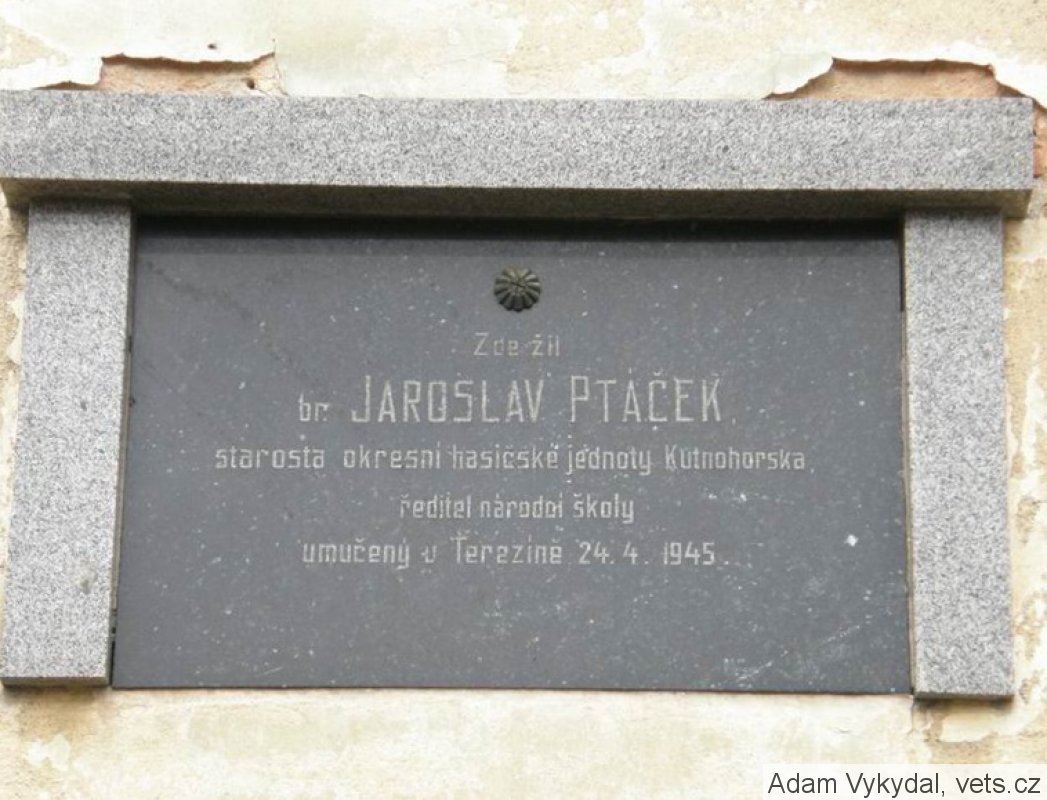 Zde žil
br. JAROSLAV PTÁČEK,
starosta okresní hasičské jednoty Kutnohorska,
ředitel národní školy
umučený v Terezíně 24. 4. 1945.
Adam Vykydal, vets.cz